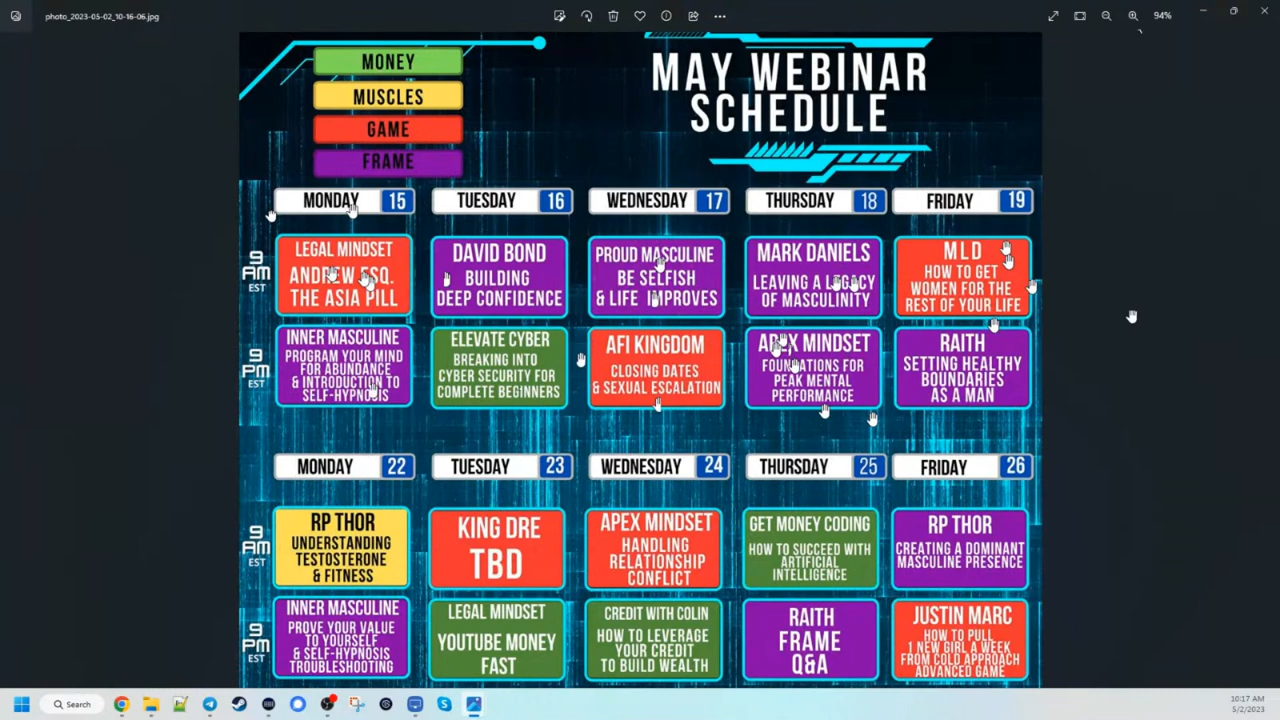 photo_2023-05-02_10-16-06.jpg
94%
MONEY
MUSCLES
GAME
FRAME
MAY WEBINAR
SCHEDULE
MONDAY 15
TUESDAY 16
WEDNESDAY 17
THURSDAY 18
FRIDAY 19
9
AM
EST
LEGAL MINDSET
ANDREW ESQ.
THE ASIA PILL
DAVID BOND
BUILDING
DEEP CONFIDENCE
PROUD MASCULINE
BE SELFISH
& LIFE IMPROVES
MARK DANIELS
LEAVING A LEGACY
OF MASCULINITY
MLD
HOW TO GET
WOMEN FOR THE
REST OF YOUR LIFE
9
PM
EST
INNER MASCULINE
PROGRAM YOUR MIND
FOR ABUNDANCE
& INTRODUCTION TO
SELF-HYPNOSIS
ELEVATE CYBER
BREAKING INTO
CYBER SECURITY FOR
COMPLETE BEGINNERS
AFI KINGDOM
CLOSING DATES
& SEXUAL ESCALATION
APEX MINDSET
FOUNDATIONS FOR
PEAK MENTAL
PERFORMANCE
RAITH
SETTING HEALTHY
BOUNDARIES
AS A MAN
MONDAY 22
TUESDAY 23
WEDNESDAY 24
THURSDAY 25
FRIDAY 26
9
AM
EST
RP THOR
UNDERSTANDING
TESTOSTERONE
& FITNESS
KING DRE
TBD
APEX MINDSET
HANDLING
RELATIONSHIP
CONFLICT
GET MONEY CODING
HOW TO SUCCEED WITH
ARTIFICIAL
INTELLIGENCE
RP THOR
CREATING A DOMINANT
MASCULINE PRESENCE
9
PM
EST
INNER MASCULINE
PROVE YOUR VALUE
TO YOURSELF
& SELF-HYPNOSIS
TROUBLESHOOTING
LEGAL MINDSET
YOUTUBE MONEY
FAST
CREDIT WITH COLIN
HOW TO LEVERAGE
YOUR CREDIT
TO BUILD WEALTH
RAITH
FRAME
Q&A
JUSTIN MARC
HOW TO PULL
1 NEW GIRL A WEEK
FROM COLD APPROACH
ADVANCED GAME
Search
10:17 AM
5/2/2023